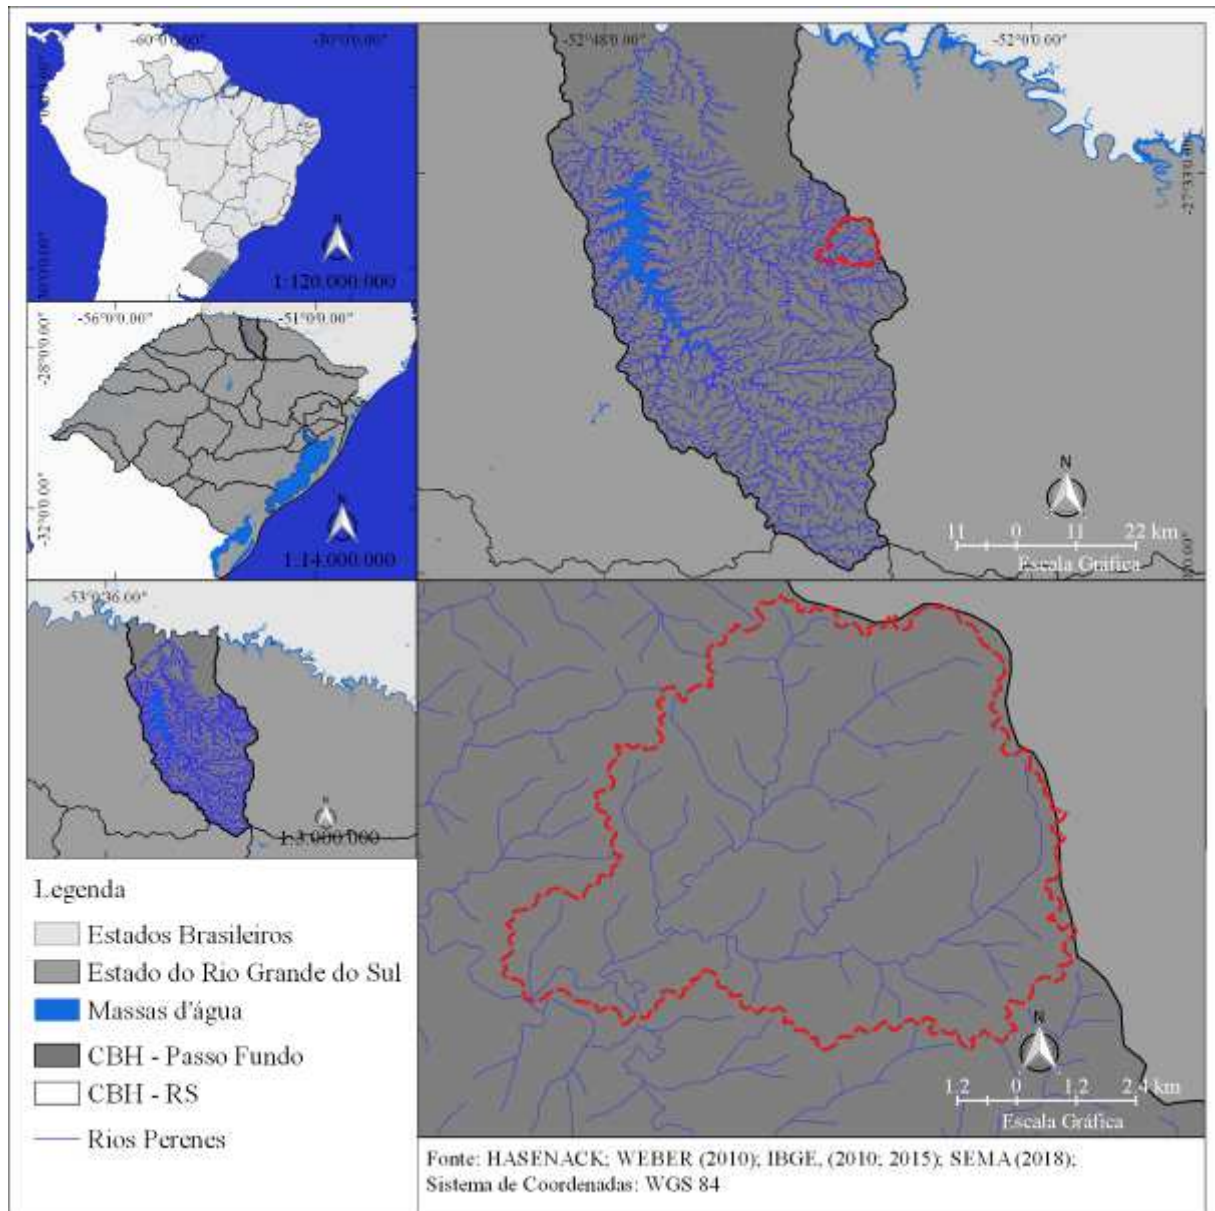 -60°0'0.00"
N
1:120.000.000
-56°0'0.00"
-51°0'0.00"
-28°0'0.00"
-32°0'0.00"
N
1:14.000.000
-53°0'36.00"
N
1:3.000.000
-52°48'0.00"
-52°0'0.00"
N
11 0 11 22 km
Escala Gráfica
N
1,2 0 1,2 2,4 km
Escala Gráfica
Legenda
Estados Brasileiros
Estado do Rio Grande do Sul
Massas d'água
CBH - Passo Fundo
CBH - RS
Rios Perenes
Fonte: HASENACK; WEBER (2010); IBGE, (2010; 2015); SEMA (2018);
Sistema de Coordenadas: WGS 84